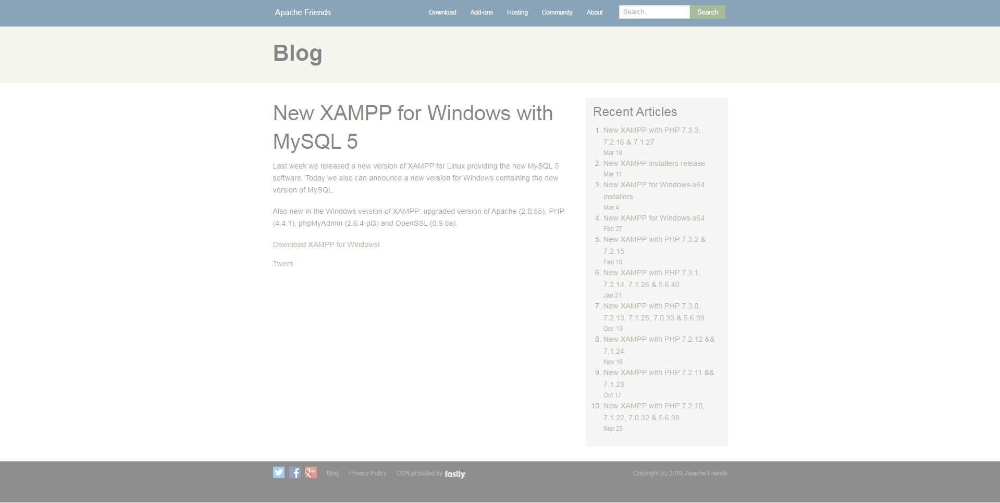 Apache Friends
Download Add-ons Hosting Community About Search.. Search
Blog
New XAMPP for Windows with
MySQL 5
Last week we released a new version of XAMPP for Linux providing the new MySQL 5
software. Today we also can announce a new version for Windows containing the new
version of MySQL.
Also new in the Windows version of XAMPP: upgraded version of Apache (2.0.55), PHP
(4.4.1), phpMyAdmin (2.6.4-pl3) and OpenSSL (0.9.8a).
Download XAMPP for Windows!
Tweet
Recent Articles
1. New XAMPP with PHP 7.3.3,
7.2.16 & 7.1.27
Mar 18
2. New XAMPP installers release
Mar 11
3. New XAMPP for Windows-x64
installers
Mar 4
4. New XAMPP for Windows-x64
Feb 27
5. New XAMPP with PHP 7.3.2 &
7.2.15
Feb 18
6. New XAMPP with PHP 7.3.1,
7.2.14, 7.1.26 & 5.6.40
Jan 21
7. New XAMPP with PHP 7.3.0,
7.2.13, 7.1.25, 7.0.33 & 5.6.39
Dec 13
8. New XAMPP with PHP 7.2.12 &&
7.1.24
Nov 16
9. New XAMPP with PHP 7.2.11 &&
7.1.23
Oct 17
10. New XAMPP with PHP 7.2.10,
7.1.22, 7.0.32 & 5.6.38
Sep 25
Blog Privacy Policy CDN provided by fastly
Copyright (c) 2019, Apache Friends